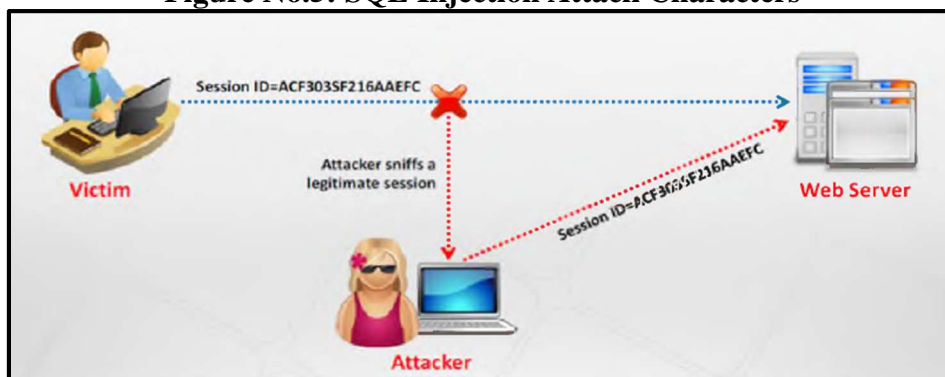 Figure No.5: SQL Injection Attack Characters
Session ID=ACF303SF216AAEFC
Attacker sniffs a
legitimate session
Victim
Session ID=ACF303SF216AAEFC
Web Server
Attacker